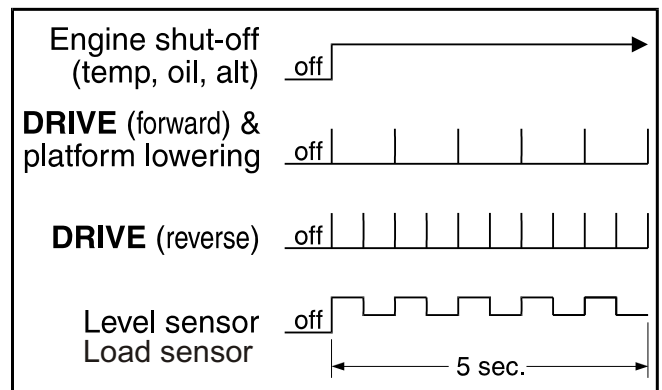 Engine shut-off
(temp, oil, alt)
off
DRIVE (forward) &
platform lowering
off
DRIVE (reverse)
off
Level sensor
off
Load sensor
5 sec.